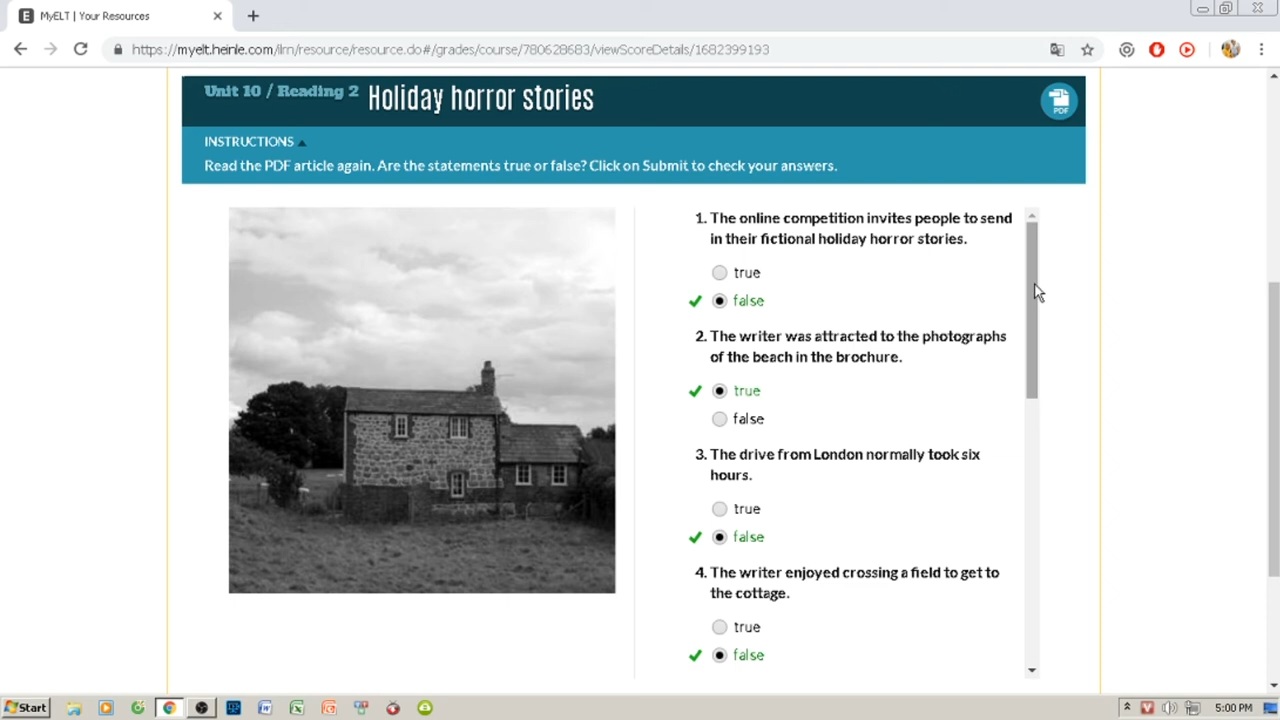 MyELT | Your Resources
https://myelt.heinle.com/ilrn/resource/resource.do#/grades/course/780628683/viewScoreDetails/1682399193
Unit 10 / Reading 2 Holiday horror stories
PDF
INSTRUCTIONS
Read the PDF article again. Are the statements true or false? Click on Submit to check your answers.
1. The online competition invites people to send
in their fictional holiday horror stories.
true
false
2. The writer was attracted to the photographs
of the beach in the brochure.
true
false
3. The drive from London normally took six
hours.
true
false
4. The writer enjoyed crossing a field to get to
the cottage.
true
false
Start
5:00 PM